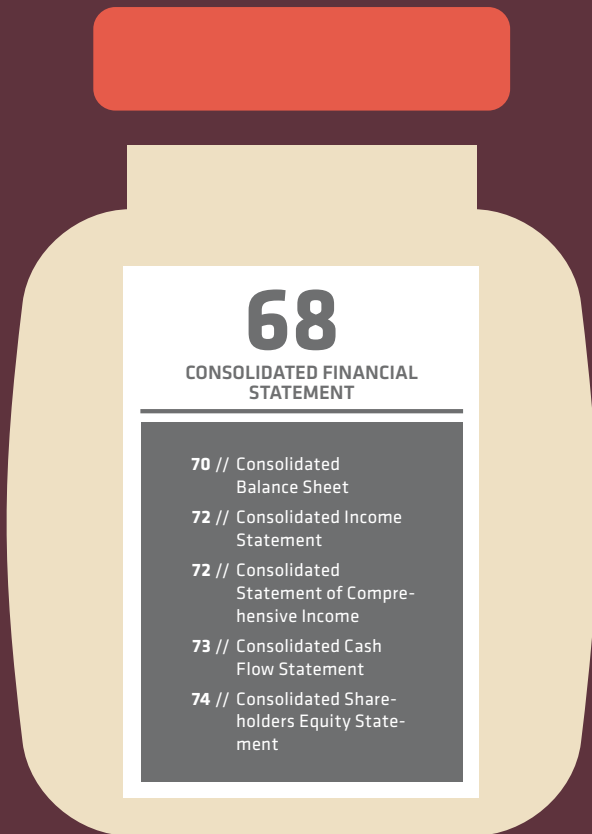 68
CONSOLIDATED FINANCIAL
STATEMENT
70 // Consolidated
Balance Sheet
72 // Consolidated Income
Statement
72 // Consolidated
Statement of Compre-
hensive Income
73 // Consolidated Cash
Flow Statement
74 // Consolidated Share-
holders Equity State-
ment